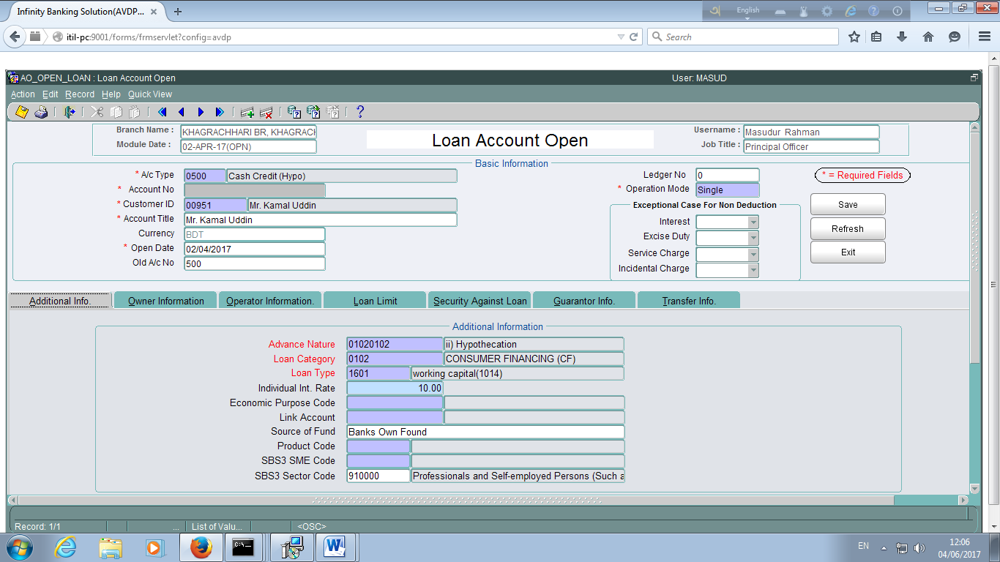 Infinity Banking Solution(AVDP... × +
English
itil-pc:9001/forms/frmservlet?config=avdp
Search
AO_OPEN_LOAN : Loan Account Open User: MASUD
Action Edit Record Help Quick View
Branch Name : KHAGRACHHARI BR, KHAGRACH Username : Masudur Rahman
Loan Account Open
Module Date : 02-APR-17(OPN) Job Title : Principal Officer
Basic Information
* A/c Type 0500 Cash Credit (Hypo) Ledger No 0 * = Required Fields
* Account No * Operation Mode Single
* Customer ID 00951 Mr. Kamal Uddin Exceptional Case For Non Deduction Save
* Account Title Mr. Kamal Uddin Interest
Currency BDT Excise Duty Refresh
* Open Date 02/04/2017 Service Charge Exit
Old A/c No 500 Incidental Charge
Additional Info. Owner Information Operator Information. Loan Limit Security Against Loan Guarantor Info. Transfer Info.
Additional Information
Advance Nature 01020102 ii) Hypothecation
Loan Category 0102 CONSUMER FINANCING (CF)
Loan Type 1601 working capital(1014)
Individual Int. Rate 10.00
Economic Purpose Code
Link Account
Source of Fund Banks Own Found
Product Code
SBS3 SME Code
SBS3 Sector Code 910000 Professionals and Self-employed Persons (Such a
Record: 1/1 ... List of Valu... <OSC>
EN 12:06
04/06/2017